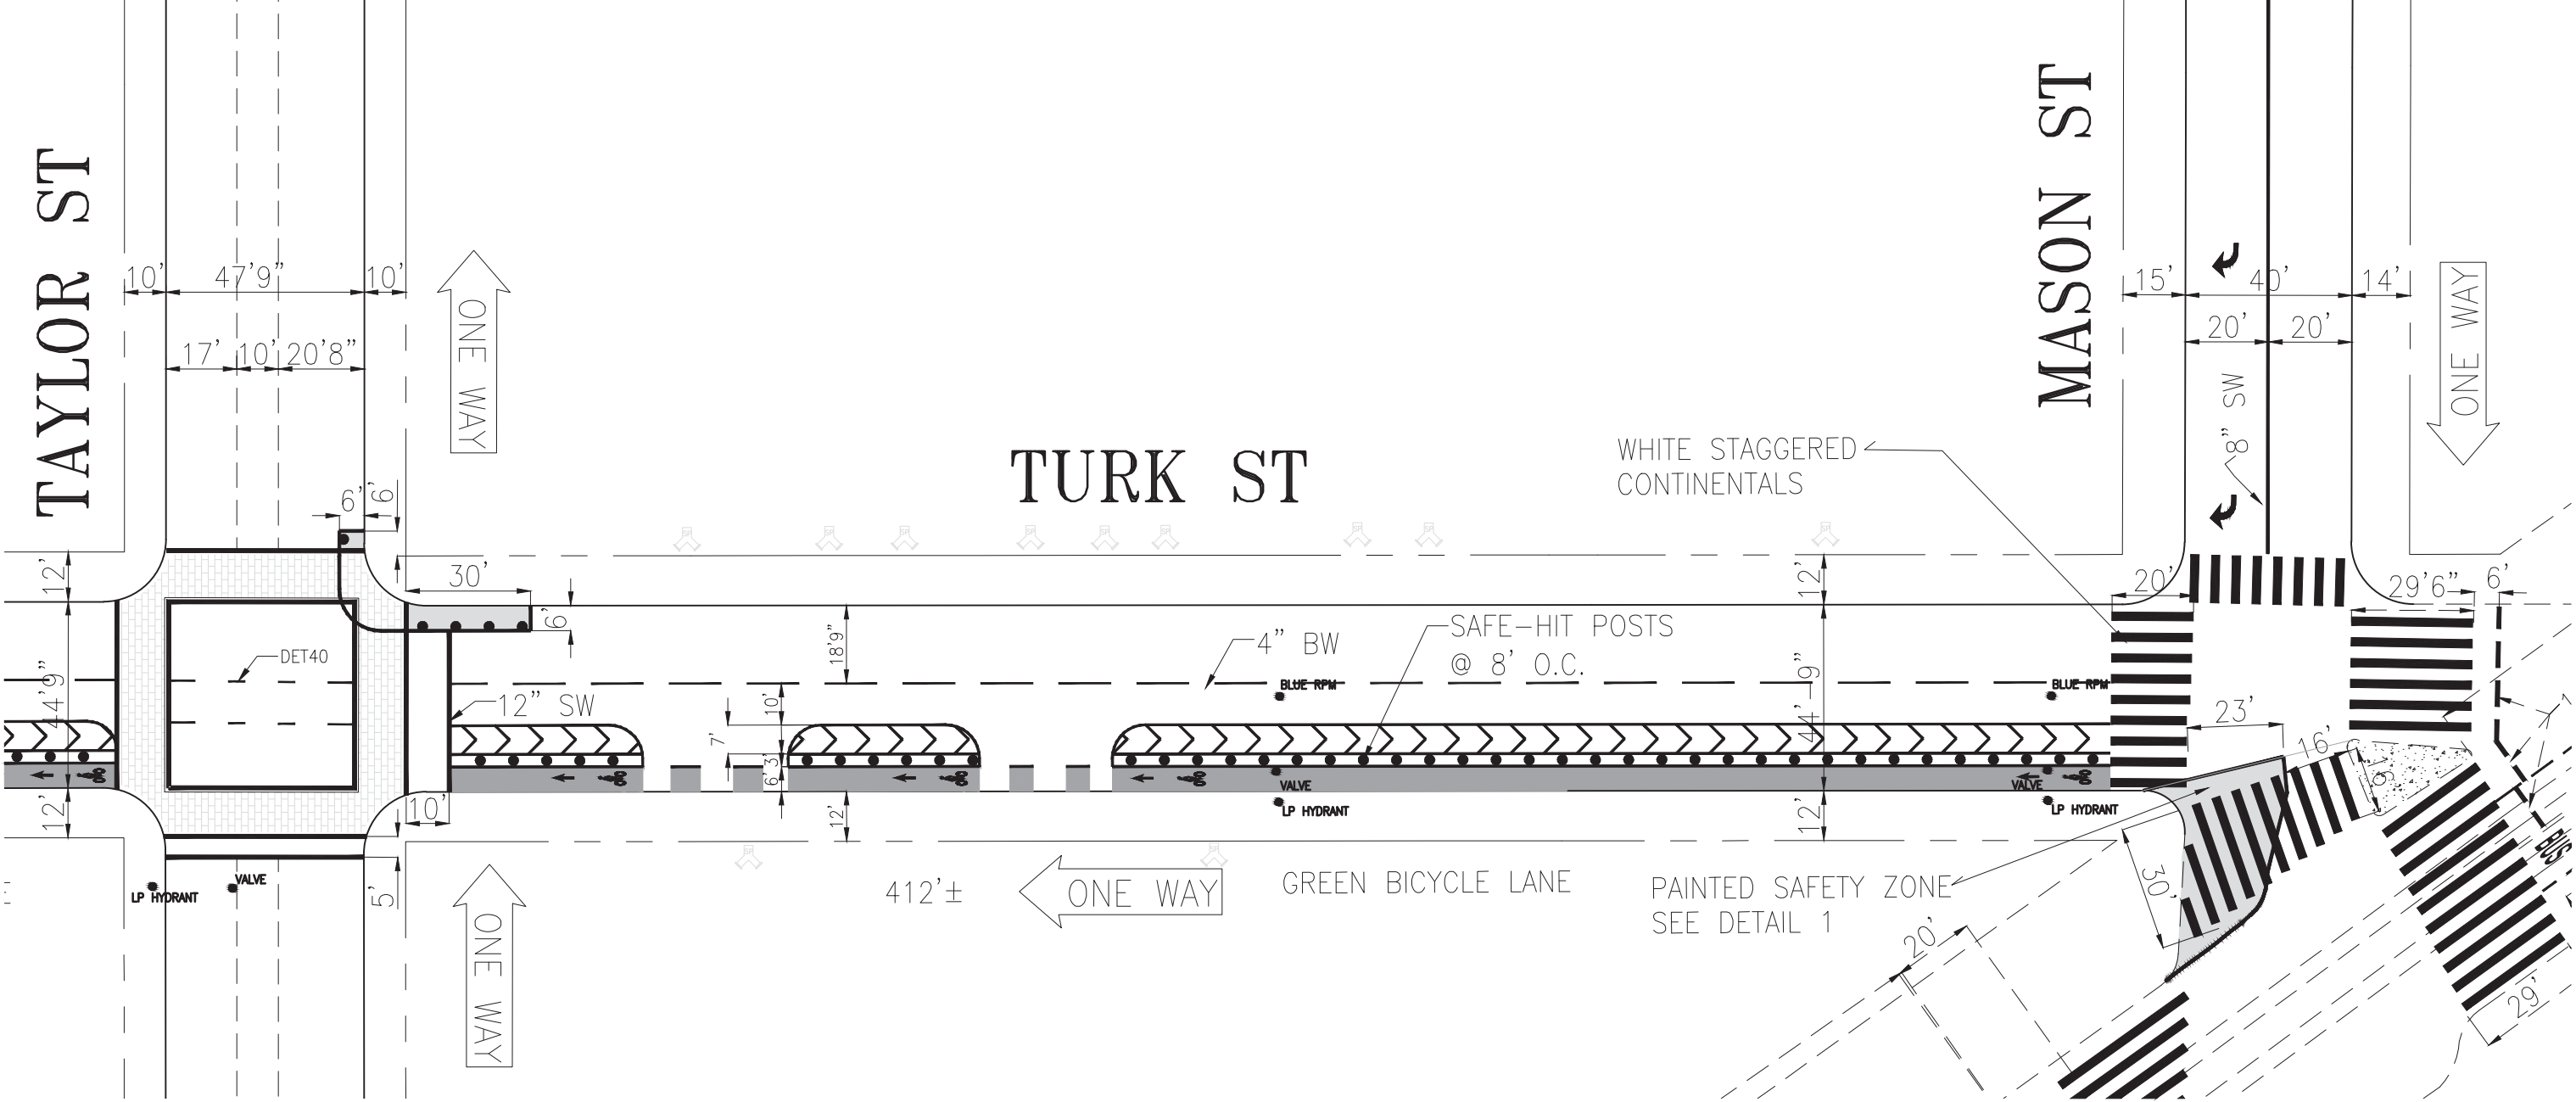 TAYLOR ST
10'
47'9"
10'
17'
10'
20'8"
ONE WAY
TURK ST
MASON ST
15'
40'
14'
20'
20'
ONE WAY
8" SW
WHITE STAGGERED
CONTINENTALS
6'
6'
12'
30'
6'
12'
20'
29'6"
6'
18'9"
4" BW
SAFE-HIT POSTS
@ 8' O.C.
BLUE RPM
BLUE RPM
DET40
44'9"
12" SW
10'
7'
3'
6'
44'-9"
23'
16'
VALVE
LP HYDRANT
VALVE
LP HYDRANT
12'
10'
12'
12'
VALVE
LP HYDRANT
5'
412'±
ONE WAY
GREEN BICYCLE LANE
PAINTED SAFETY ZONE
SEE DETAIL 1
30'
BUS
ONE WAY
20'
29'